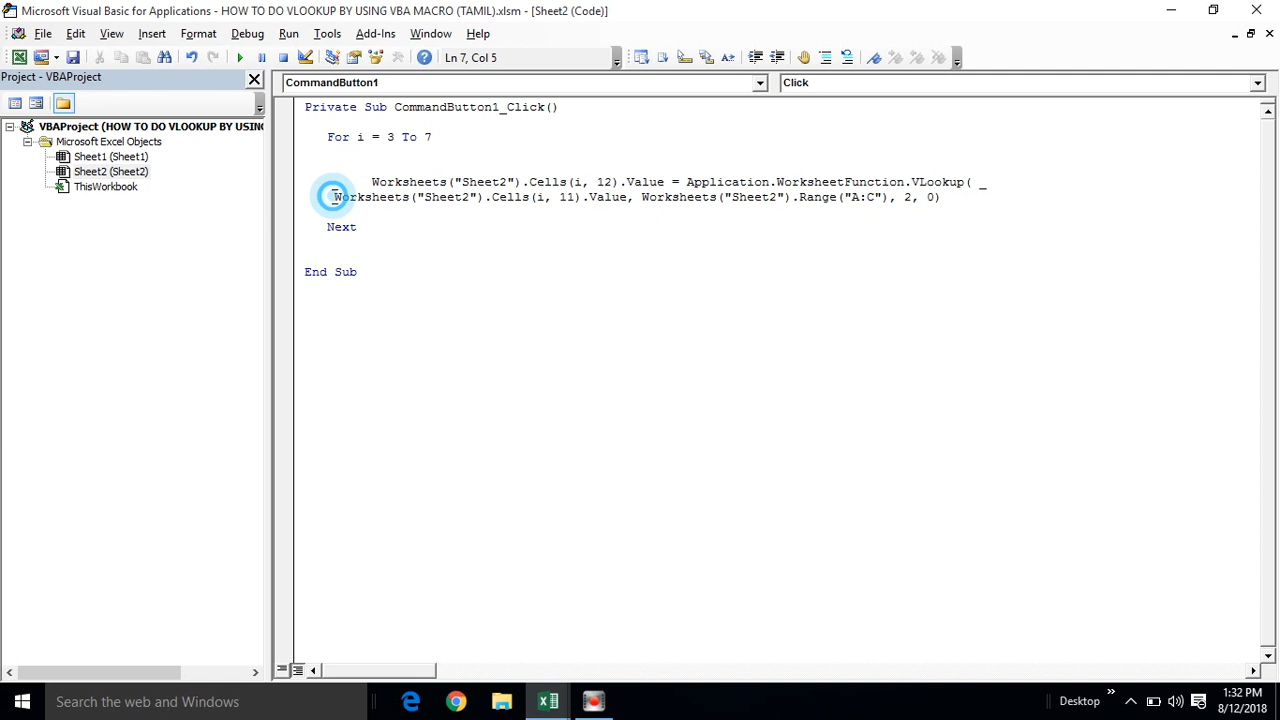 Microsoft Visual Basic for Applications - HOW TO DO VLOOKUP BY USING VBA MACRO (TAMIL).xlsm - [Sheet2 (Code)]
File Edit View Insert Format Debug Run Tools Add-Ins Window Help
Ln 7, Col 5
Project - VBAProject
CommandButton1
Click
VBAProject (HOW TO DO VLOOKUP BY USING
Microsoft Excel Objects
Sheet1 (Sheet1)
Sheet2 (Sheet2)
ThisWorkbook
Private Sub CommandButton1_Click()
For i = 3 To 7
Worksheets("Sheet2").Cells(i, 12).Value = Application.WorksheetFunction.VLookup( _
Worksheets("Sheet2").Cells(i, 11).Value, Worksheets("Sheet2").Range("A:C"), 2, 0)
Next
End Sub
Search the web and Windows
Desktop
1:32 PM
8/12/2018